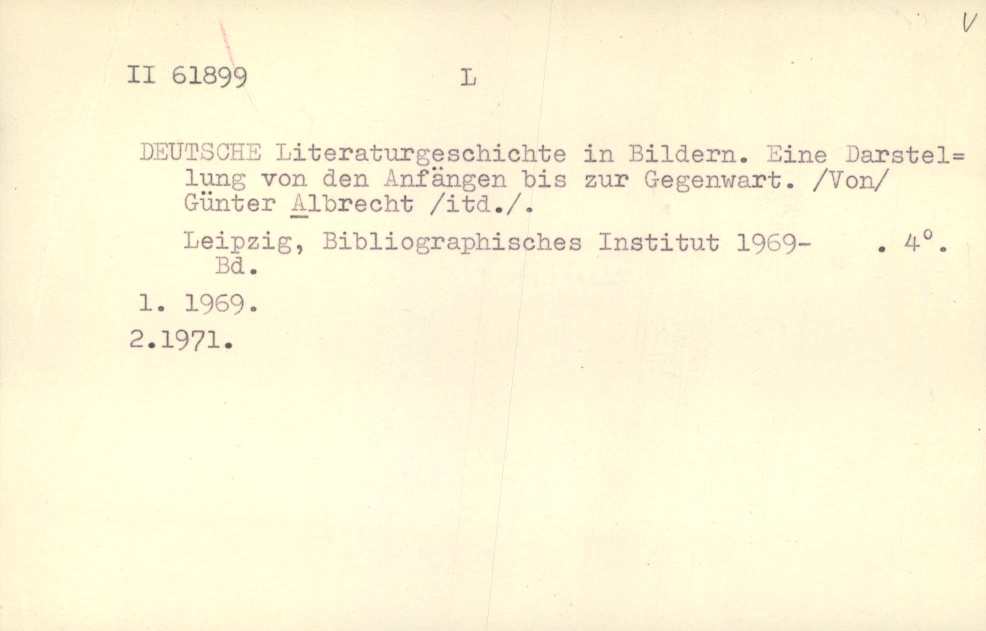 V
II 61899 L
DEUTSCHE Literaturgeschichte in Bildern. Eine Darstel=
lung von den Anfängen bis zur Gegenwart. /Von/
Günter Albrecht /itd./.
Leipzig, Bibliographisches Institut 1969- . 4°.
Bd.
1. 1969.
2.1971.